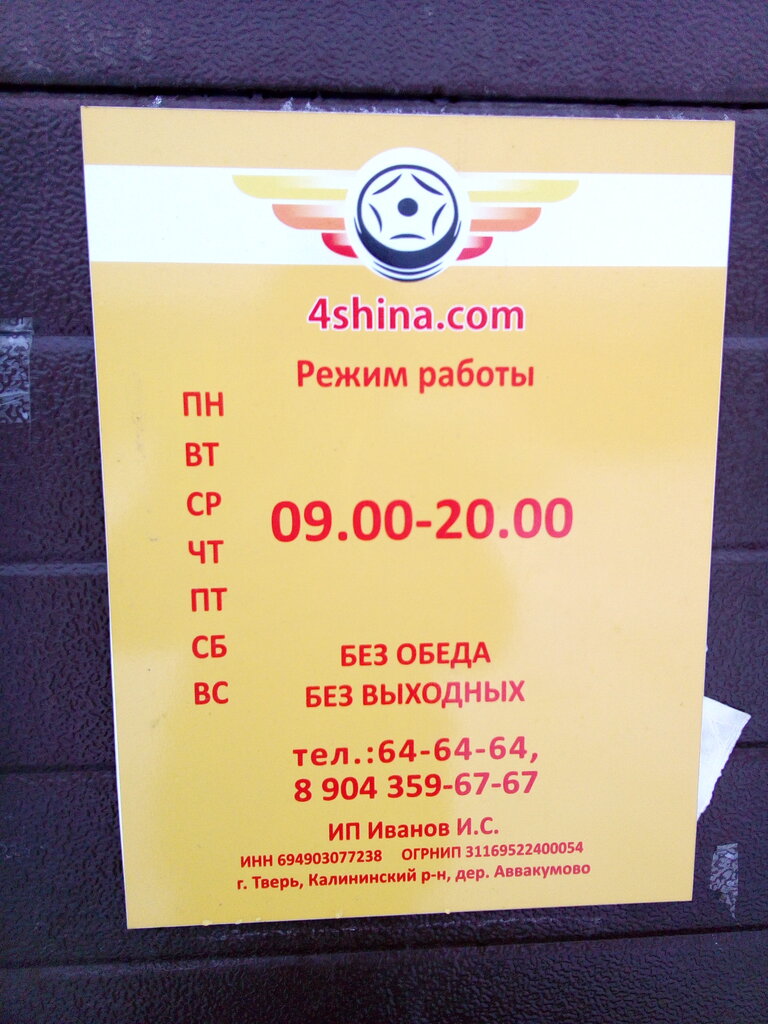 4shina.com
Режим работы
ПН
ВТ
СР
09.00-20.00
ЧТ
ПТ
СБ
БЕЗ ОБЕДА
ВС
БЕЗ ВЫХОДНЫХ
тел.:64-64-64,
8 904 359-67-67
ИП Иванов И.С.
ИНН 694903077238 ОГРНИП 31169522400054
г. Тверь, Калининский р-н, дер. Аввакумово